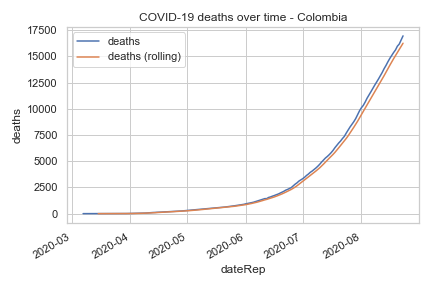 COVID-19 deaths over time - Colombia
deaths
deaths (rolling)
17500
15000
12500
10000
7500
5000
2500
0
deaths
2020-03
2020-04
2020-05
2020-06
2020-07
2020-08
dateRep